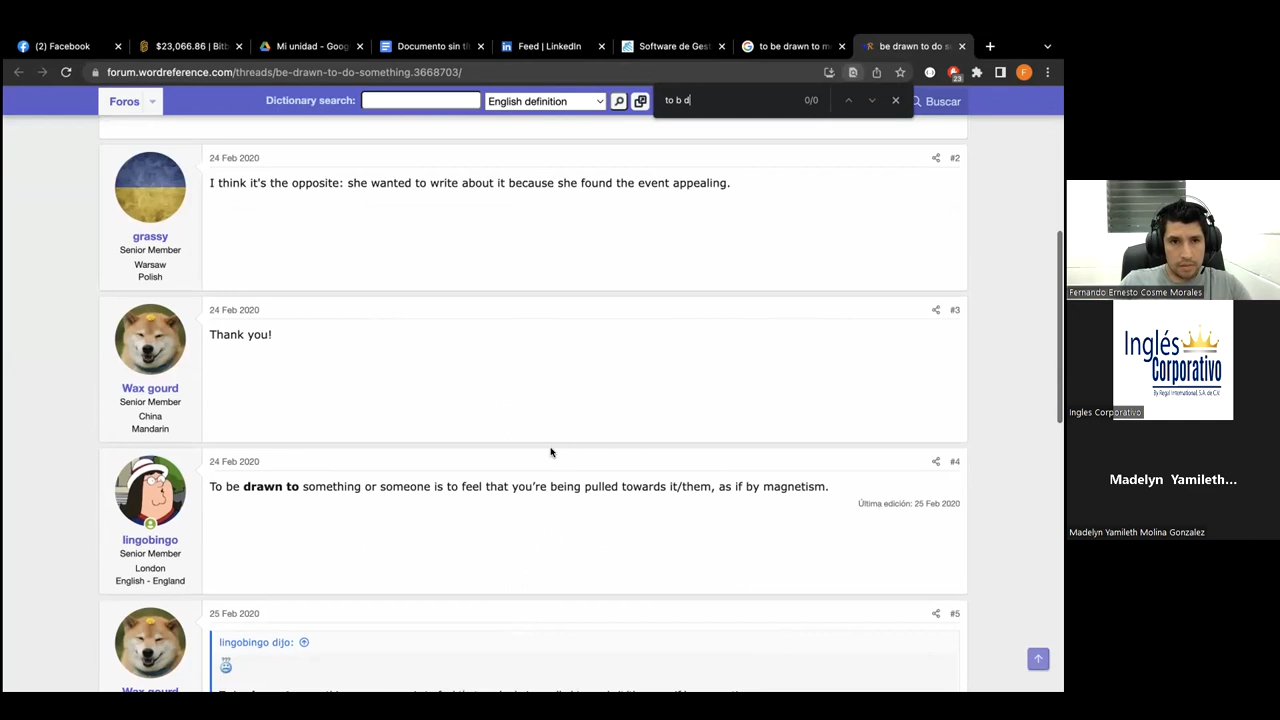 (2) Facebook
$23,066.86 | Bitb
Mi unidad - Goog
Documento sin tí
Feed | LinkedIn
Software de Gest
to be drawn to m
be drawn to do s
forum.wordreference.com/threads/be-drawn-to-do-something.3668703/
23
F
Foros
Dictionary search:
English definition
to b d
0/0
Buscar
24 Feb 2020
#2
I think it's the opposite: she wanted to write about it because she found the event appealing.
grassy
Senior Member
Warsaw
Polish
24 Feb 2020
#3
Thank you!
Wax gourd
Senior Member
China
Mandarin
24 Feb 2020
#4
To be drawn to something or someone is to feel that you're being pulled towards it/them, as if by magnetism.
Última edición: 25 Feb 2020
lingobingo
Senior Member
London
English - England
25 Feb 2020
#5
lingobingo dijo:
Fernando Ernesto Cosme Morales
Inglés
Corporativo
By Regal International, S.A. de C.V.
Ingles Corporativo
Madelyn Yamileth...
Madelyn Yamileth Molina Gonzalez